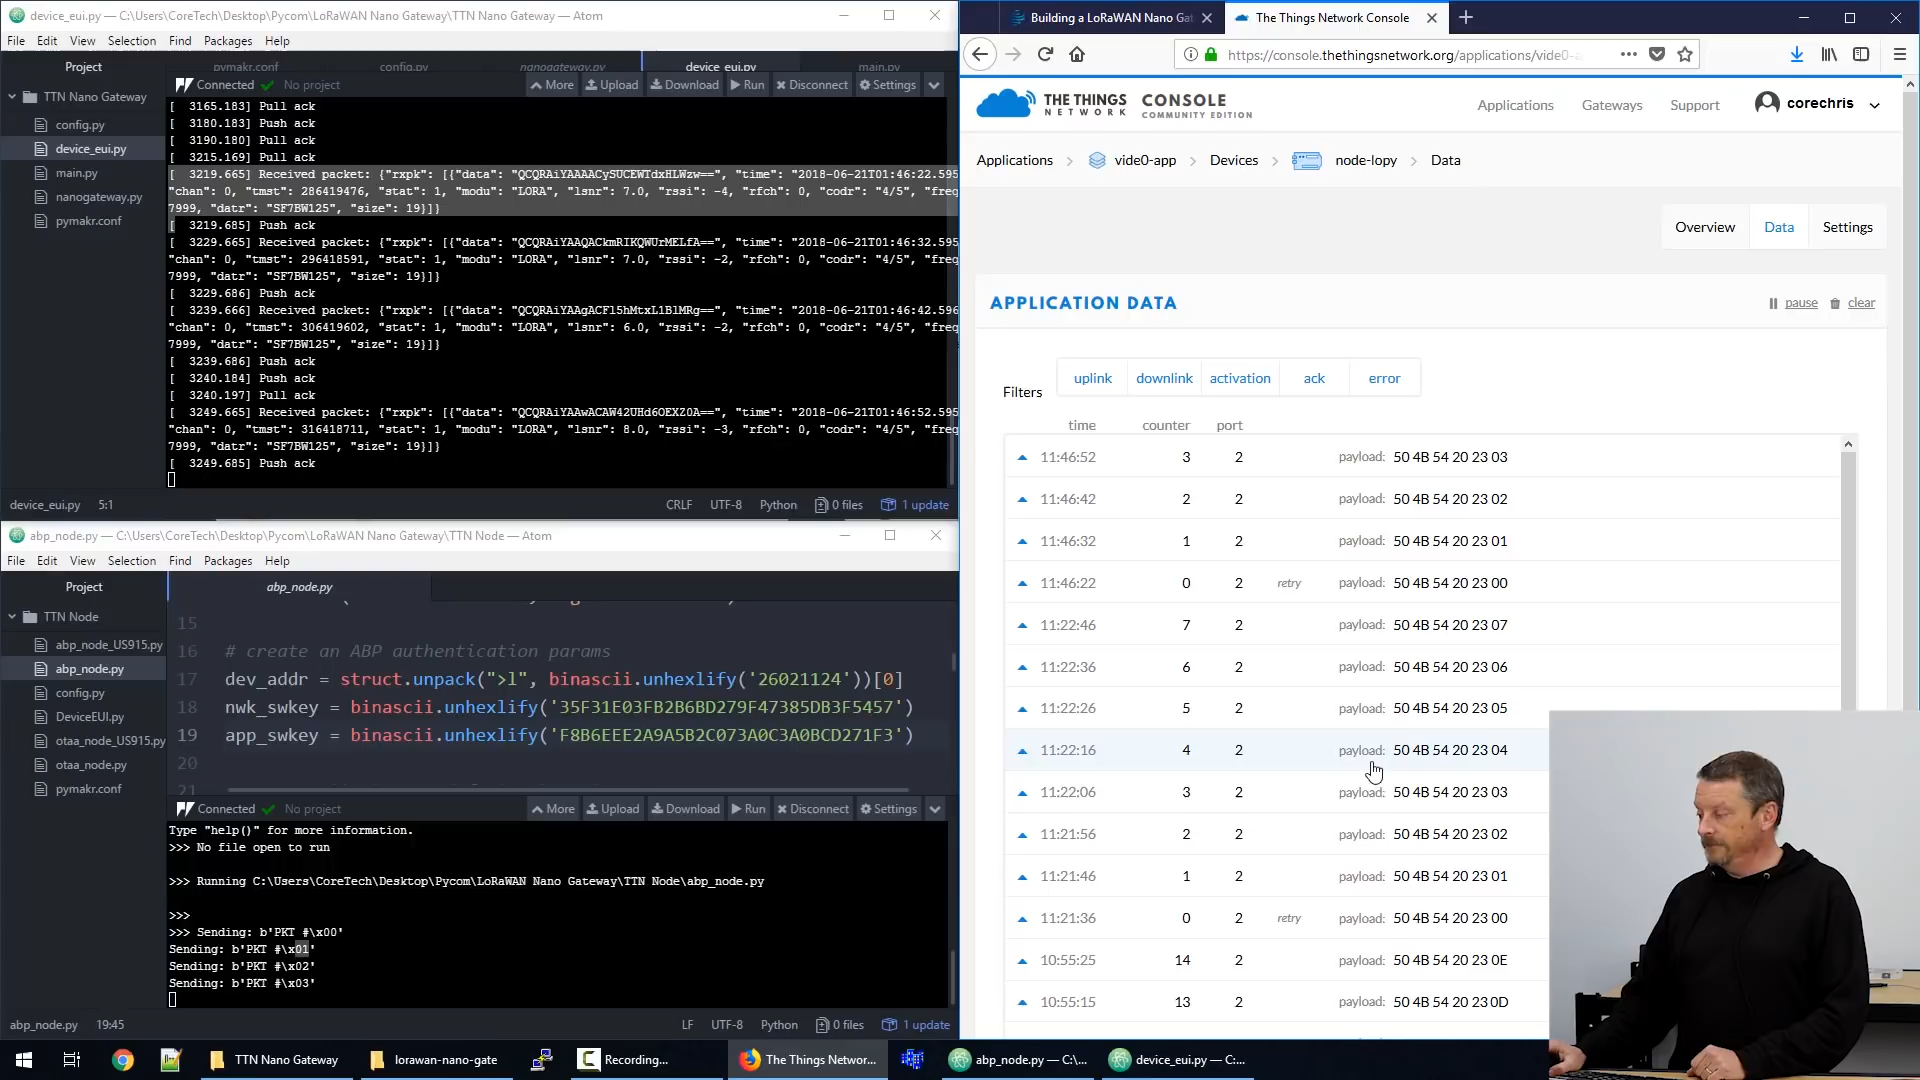 device_eui.py — C:\Users\CoreTech\Desktop\Pycom\LoRaWAN Nano Gateway\TTN Nano Gateway — Atom
File Edit View Selection Find Packages Help
Project
pymakr.conf config.py nanogateway.py device_eui.py main.py
TTN Nano Gateway
config.py
device_eui.py
main.py
nanogateway.py
pymakr.conf
Connected ✓ No project More Upload Download Run Disconnect Settings
[ 3165.183] Pull ack
[ 3180.183] Push ack
[ 3190.180] Pull ack
[ 3215.169] Pull ack
[ 3219.665] Received packet: {"rxpk": [{"data": "QCQRAiYAAAACySUCEWTdxHLWzw==", "time": "2018-06-21T01:46:22.595
"chan": 0, "tmst": 286419476, "stat": 1, "modu": "LORA", "lsnr": 7.0, "rssi": -4, "rfch": 0, "codr": "4/5", "freq
7999, "datr": "SF7BW125", "size": 19}]}
[ 3219.685] Push ack
[ 3229.665] Received packet: {"rxpk": [{"data": "QCQRAiYAAQACkmRIKQWUrMELfA==", "time": "2018-06-21T01:46:32.595
"chan": 0, "tmst": 296418591, "stat": 1, "modu": "LORA", "lsnr": 7.0, "rssi": -2, "rfch": 0, "codr": "4/5", "freq
7999, "datr": "SF7BW125", "size": 19}]}
[ 3229.686] Push ack
[ 3239.666] Received packet: {"rxpk": [{"data": "QCQRAiYAAgACFl5hMtxL1BlMRg==", "time": "2018-06-21T01:46:42.596
"chan": 0, "tmst": 306419602, "stat": 1, "modu": "LORA", "lsnr": 6.0, "rssi": -2, "rfch": 0, "codr": "4/5", "freq
7999, "datr": "SF7BW125", "size": 19}]}
[ 3239.686] Push ack
[ 3240.184] Push ack
[ 3240.197] Pull ack
[ 3249.665] Received packet: {"rxpk": [{"data": "QCQRAiYAAwACAW42UHd6OEXZ0A==", "time": "2018-06-21T01:46:52.595
"chan": 0, "tmst": 316418711, "stat": 1, "modu": "LORA", "lsnr": 8.0, "rssi": -3, "rfch": 0, "codr": "4/5", "freq
7999, "datr": "SF7BW125", "size": 19}]}
[ 3249.685] Push ack
device_eui.py 5:1 CRLF UTF-8 Python 0 files 1 update
abp_node.py — C:\Users\CoreTech\Desktop\Pycom\LoRaWAN Nano Gateway\TTN Node — Atom
File Edit View Selection Find Packages Help
Project
abp_node.py
TTN Node
abp_node_US915.py
abp_node.py
config.py
DeviceEUI.py
otaa_node_US915.py
otaa_node.py
pymakr.conf
15
16 # create an ABP authentication params
17 dev_addr = struct.unpack(">l", binascii.unhexlify('26021124'))[0]
18 nwk_swkey = binascii.unhexlify('35F31E03FB2B6BD279F47385DB3F5457')
19 app_swkey = binascii.unhexlify('F8B6EEE2A9A5B2C073A0C3A0BCD271F3')
20
21
Connected ✓ No project More Upload Download Run Disconnect Settings
Type "help()" for more information.
>>> No file open to run
>>> Running C:\Users\CoreTech\Desktop\Pycom\LoRaWAN Nano Gateway\TTN Node\abp_node.py
>>>
>>> Sending: b'PKT #\x00'
Sending: b'PKT #\x01'
Sending: b'PKT #\x02'
Sending: b'PKT #\x03'
abp_node.py 19:45 LF UTF-8 Python 0 files 1 update
Building a LoRaWAN Nano Ga The Things Network Console
https://console.thethingsnetwork.org/applications/vide0-a
THE THINGS NETWORK CONSOLE COMMUNITY EDITION
Applications Gateways Support corechris
Applications > vide0-app > Devices > node-lopy > Data
Overview Data Settings
APPLICATION DATA
pause clear
Filters uplink downlink activation ack error
time counter port
11:46:52 3 2 payload: 50 4B 54 20 23 03
11:46:42 2 2 payload: 50 4B 54 20 23 02
11:46:32 1 2 payload: 50 4B 54 20 23 01
11:46:22 0 2 retry payload: 50 4B 54 20 23 00
11:22:46 7 2 payload: 50 4B 54 20 23 07
11:22:36 6 2 payload: 50 4B 54 20 23 06
11:22:26 5 2 payload: 50 4B 54 20 23 05
11:22:16 4 2 payload: 50 4B 54 20 23 04
11:22:06 3 2 payload: 50 4B 54 20 23 03
11:21:56 2 2 payload: 50 4B 54 20 23 02
11:21:46 1 2 payload: 50 4B 54 20 23 01
11:21:36 0 2 retry payload: 50 4B 54 20 23 00
10:55:25 14 2 payload: 50 4B 54 20 23 0E
10:55:15 13 2 payload: 50 4B 54 20 23 0D
TTN Nano Gateway lorawan-nano-gate Recording... The Things Networ... abp_node.py — C:\... device_eui.py — C:...